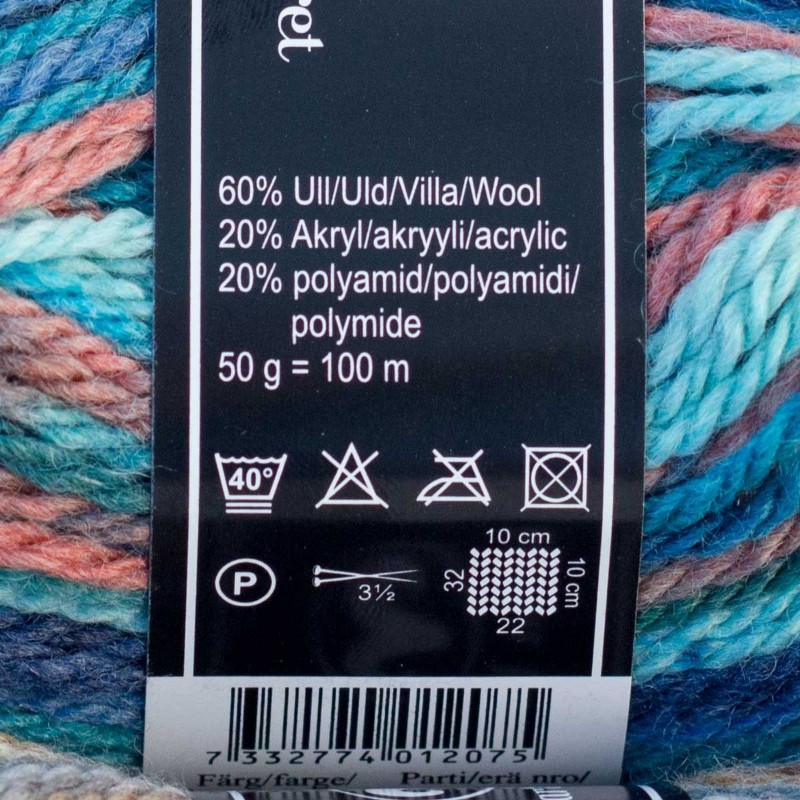 60% Ull/Uld/Villa/Wool
20% Akryl/akryyli/acrylic
20% polyamid/polyamidi/
polymide
50 g = 100 m
40°
P
3½
10 cm
32
10 cm
22
7 332774 012075
Färg/farge/ Parti/erä nro/